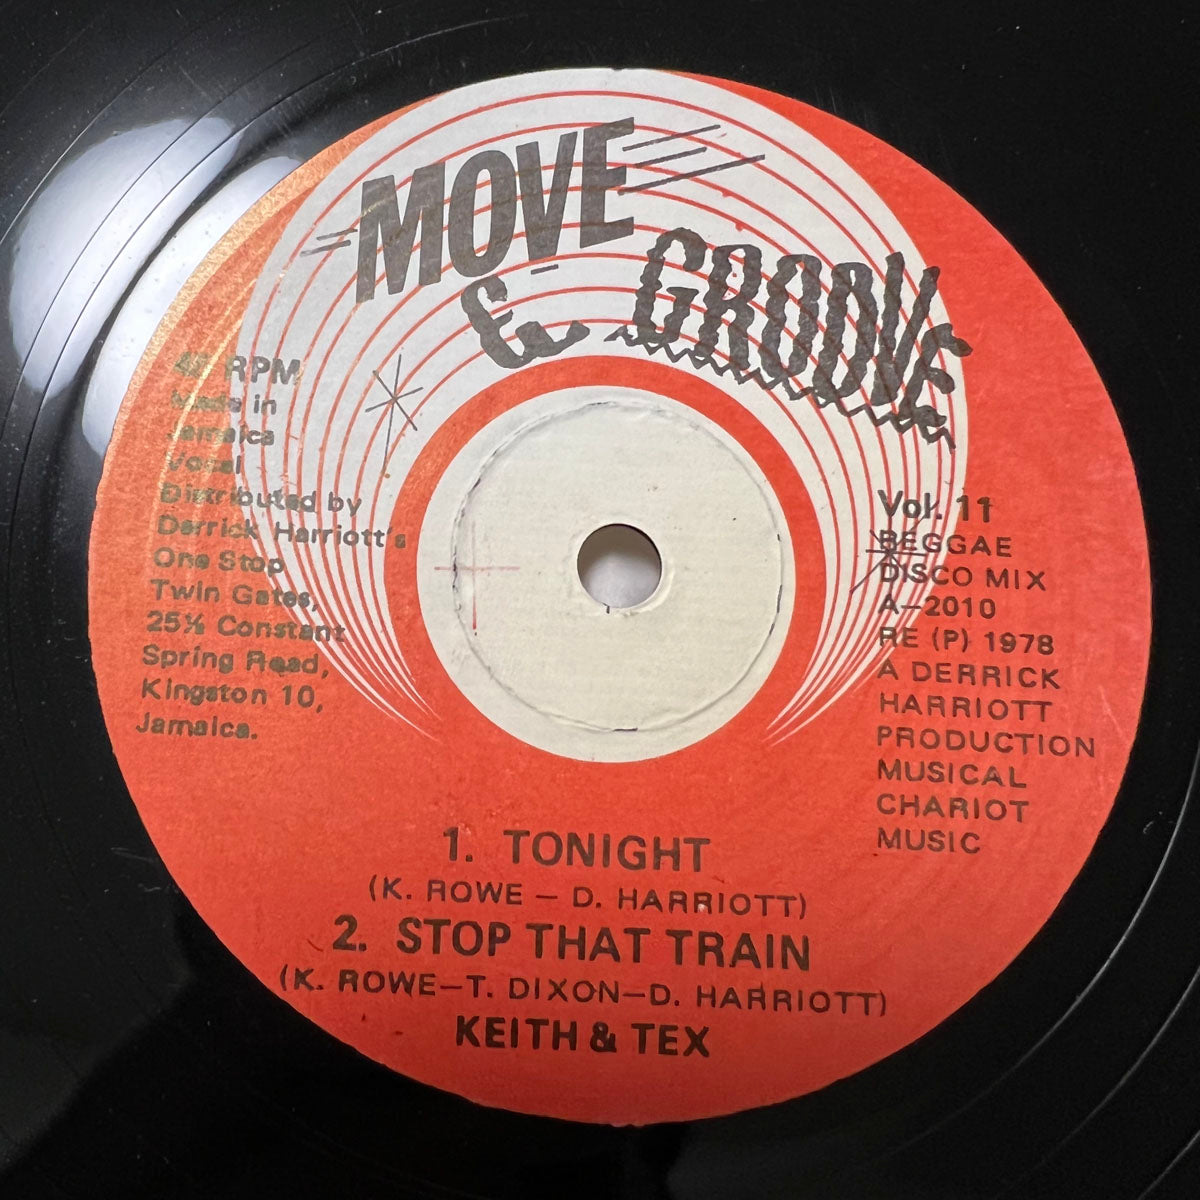 MOVE
& GROOVE
45 RPM
Made in
Jamaica
Vocal
Distributed by
Derrick Harriott's
One Stop
Twin Gates,
25½ Constant
Spring Road,
Kingston 10,
Jamaica.
Vol. 11
REGGAE
DISCO MIX
A-2010
RE (P) 1978
A DERRICK
HARRIOTT
PRODUCTION
MUSICAL
CHARIOT
MUSIC
1. TONIGHT
(K. ROWE - D. HARRIOTT)
2. STOP THAT TRAIN
(K. ROWE-T. DIXON-D. HARRIOTT)
KEITH & TEX